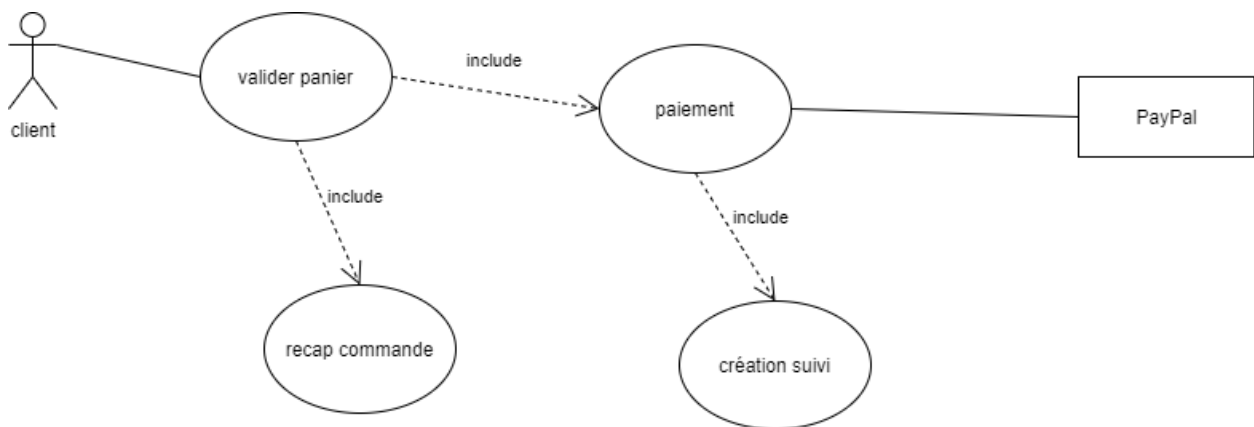 include
valider panier
paiement
PayPal
client
include
include
recap commande
création suivi